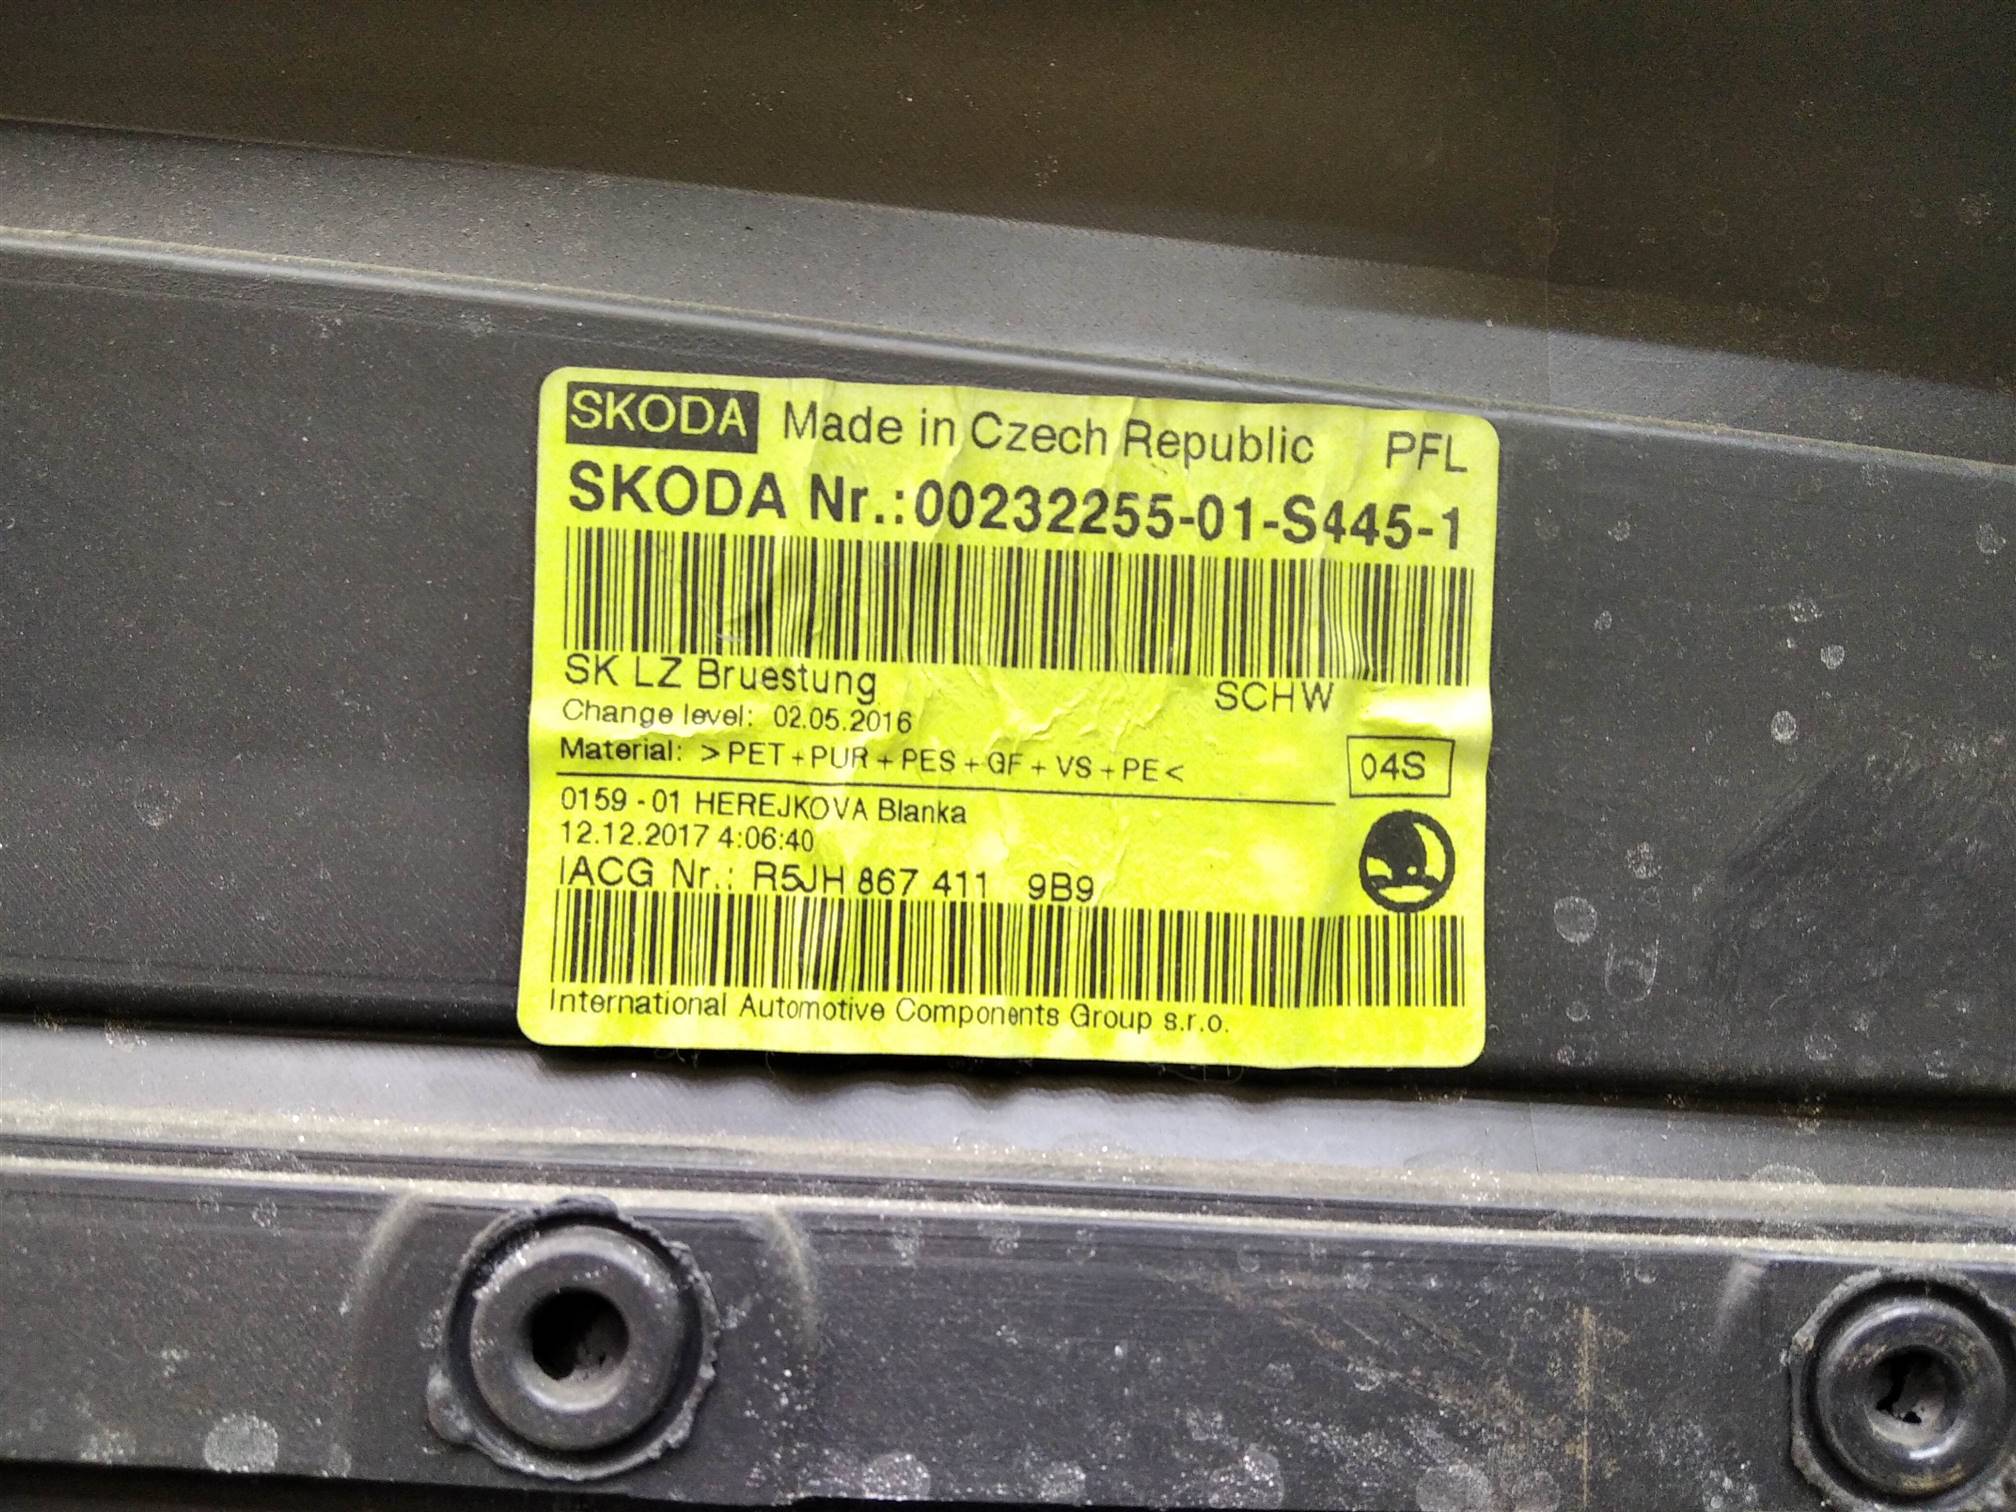 SKODA Made in Czech Republic PFL
SKODA Nr.:00232255-01-S445-1
SK LZ Bruestung SCHW
Change level: 02.05.2016
Material: >PET+PUR+PES+GF+VS+PE< 04S
0159-01 HEREJKOVA Blanka
12.12.2017 4:06:40
IACG Nr.: R5JH 867 411 9B9
International Automotive Components Group s.r.o.